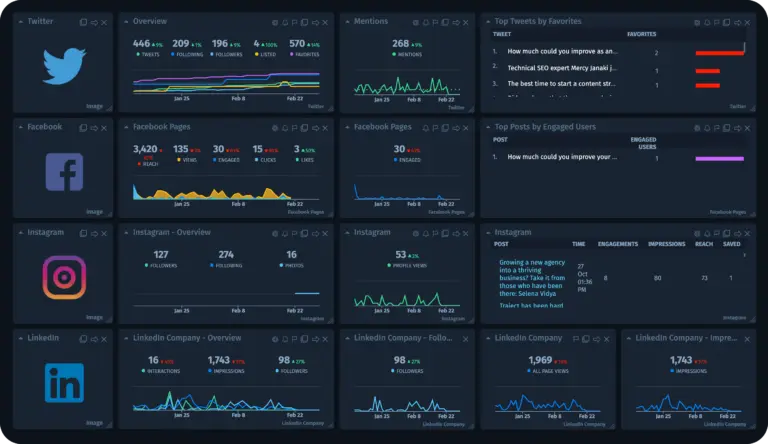 Twitter
Image
Overview
446 ▲9% 209 ▲1% 196 ▲9% 4 ▲100% 570 ▲14%
TWEETS FOLLOWING FOLLOWERS LISTED FAVORITES
Jan 25 Feb 8 Feb 22
Twitter
Mentions
268 ▲9%
MENTIONS
Jan 25 Feb 8 Feb 22
Twitter
Top Tweets by Favorites
TWEET FAVORITES
1. How much could you improve as an... 2
2. Technical SEO expert Mercy Janaki j... 1
3. The best time to start a content str... 1
Twitter
Facebook
Image
Facebook Pages
3,420 135 30 15 3 ▲50%
REACH VIEWS ENGAGED CLICKS LIKES
Jan 25 Feb 8 Feb 22
Facebook Pages
Facebook Pages
30
ENGAGED
Jan 25 Feb 8 Feb 22
Facebook Pages
Top Posts by Engaged Users
POST ENGAGED
USERS
1. How much could you improve your ... 1
Facebook Pages
Instagram
Image
Instagram - Overview
127 274 16
FOLLOWERS FOLLOWING PHOTOS
Jan 25 Feb 8 Feb 22
Instagram
Instagram
53
PROFILE VIEWS
Jan 25 Feb 8 Feb 22
Instagram
Instagram
POST TIME ENGAGEMENTS IMPRESSIONS REACH SAVED
Growing a new agency
into a thriving
business? Take it from
those who have been
there: Selena Vidya
27
Oct
01:36
PM
8 80 73 1
Instagram
LinkedIn
in
Image
LinkedIn Company - Overview
16 1,743 98 ▲27%
INTERACTIONS IMPRESSIONS FOLLOWERS
Jan 25 Feb 8 Feb 22
LinkedIn Company
LinkedIn Company - Follo...
98 ▲27%
FOLLOWERS
Jan 25 Feb 8 Feb 22
LinkedIn Company
LinkedIn Company
1,969
ALL PAGE VIEWS
Jan 25 Feb 8 Feb 22
LinkedIn Company
LinkedIn Company - Impre...
1,743
IMPRESSIONS
Jan 25 Feb 8 Feb 22
LinkedIn Company